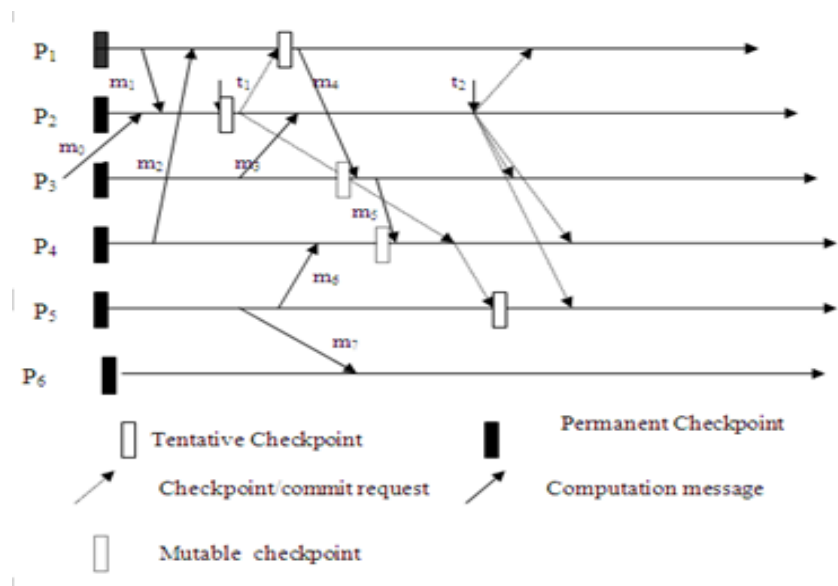 P1
m1
m4
t1
t2
P2
m0
m2
m3
P3
m5
P4
m6
P5
m7
P6
Tentative Checkpoint
Permanent Checkpoint
Checkpoint/commit request
Computation message
Mutable checkpoint